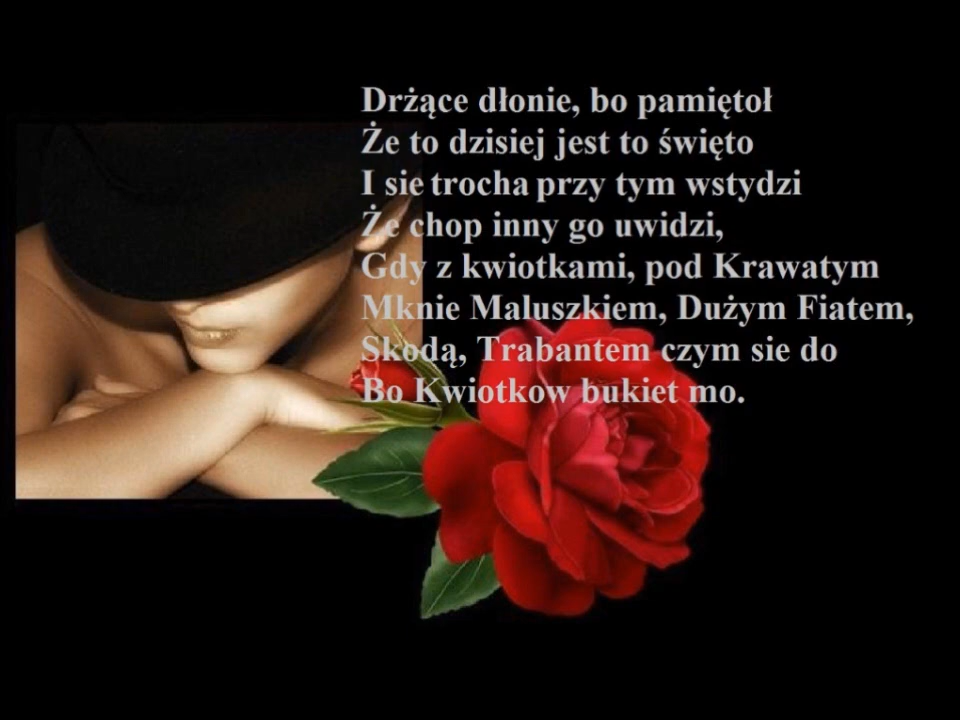 Drżące dłonie, bo pamiętoł
Że to dzisiej jest to święto
I sie trocha przy tym wstydzi
Że chop inny go uwidzi,
Gdy z kwiotkami, pod Krawatym
Mknie Maluszkiem, Dużym Fiatem,
Skodą, Trabantem czym sie do
Bo Kwiotkow bukiet mo.